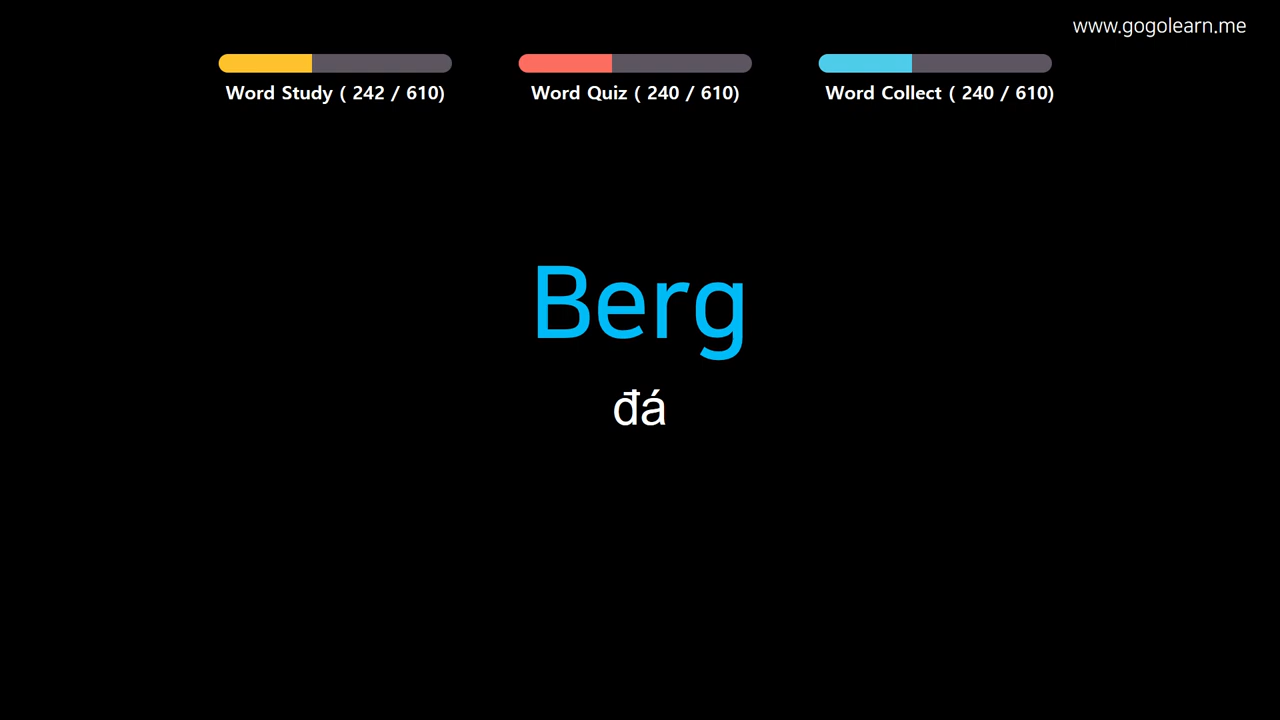 www.gogolearn.me
Word Study ( 242 / 610)
Word Quiz ( 240 / 610)
Word Collect ( 240 / 610)
Berg
đá